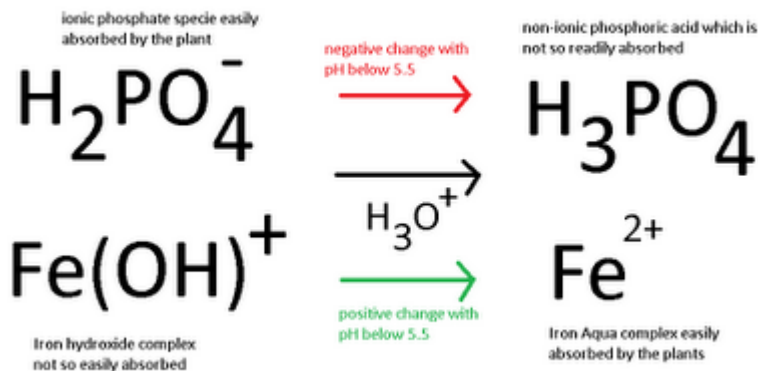 ionic phosphate specie easily
absorbed by the plant
H2PO4-
negative change with
pH below 5.5
non-ionic phosphoric acid which is
not so readily absorbed
H3PO4
H3O+
Fe(OH)+
Iron hydroxide complex
not so easily absorbed
positive change with
pH below 5.5
Fe2+
Iron Aqua complex easily
absorbed by the plants